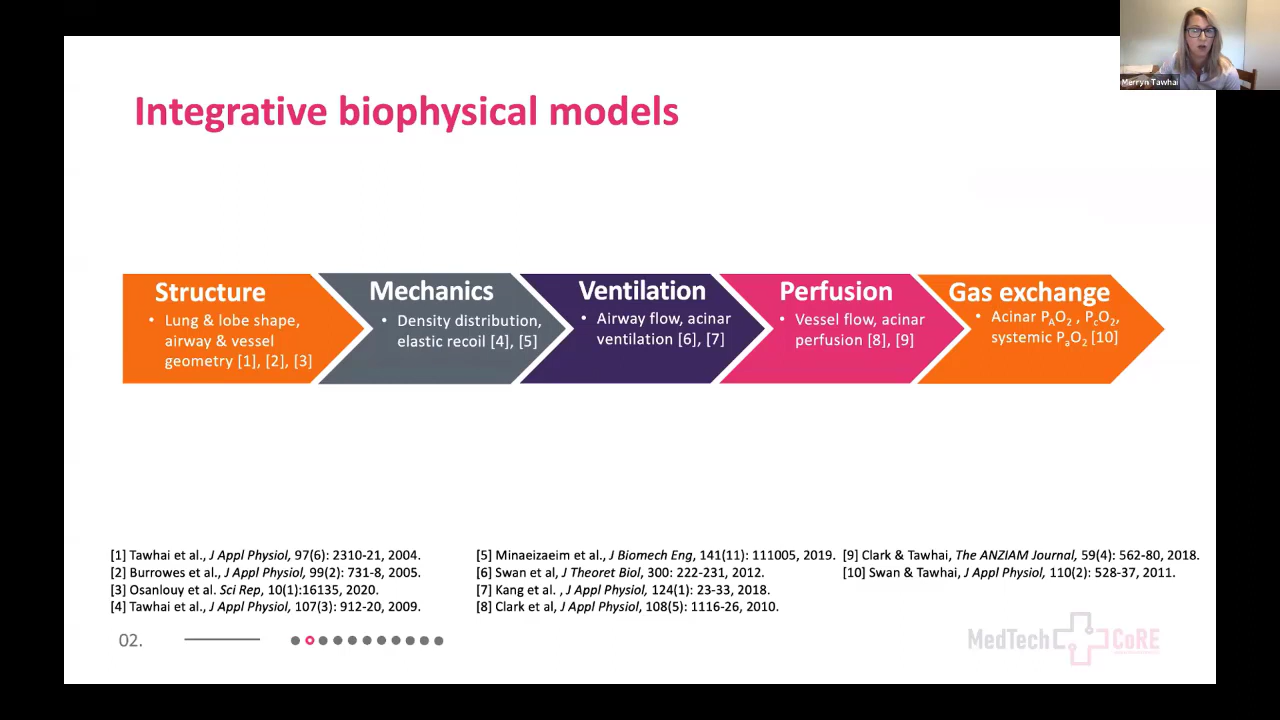 Merryn Tawhai
Integrative biophysical models
Structure
• Lung & lobe shape,
airway & vessel
geometry [1], [2], [3]
Mechanics
• Density distribution,
elastic recoil [4], [5]
Ventilation
• Airway flow, acinar
ventilation [6], [7]
Perfusion
• Vessel flow, acinar
perfusion [8], [9]
Gas exchange
• Acinar PAO2 , PcO2,
systemic PaO2 [10]
[1] Tawhai et al., J Appl Physiol, 97(6): 2310-21, 2004.
[2] Burrowes et al., J Appl Physiol, 99(2): 731-8, 2005.
[3] Osanlouy et al. Sci Rep, 10(1):16135, 2020.
[4] Tawhai et al., J Appl Physiol, 107(3): 912-20, 2009.
[5] Minaeizaeim et al., J Biomech Eng, 141(11): 111005, 2019.
[6] Swan et al, J Theoret Biol, 300: 222-231, 2012.
[7] Kang et al. , J Appl Physiol, 124(1): 23-33, 2018.
[8] Clark et al, J Appl Physiol, 108(5): 1116-26, 2010.
[9] Clark & Tawhai, The ANZIAM Journal, 59(4): 562-80, 2018.
[10] Swan & Tawhai, J Appl Physiol, 110(2): 528-37, 2011.
02.
MedTech CoRE